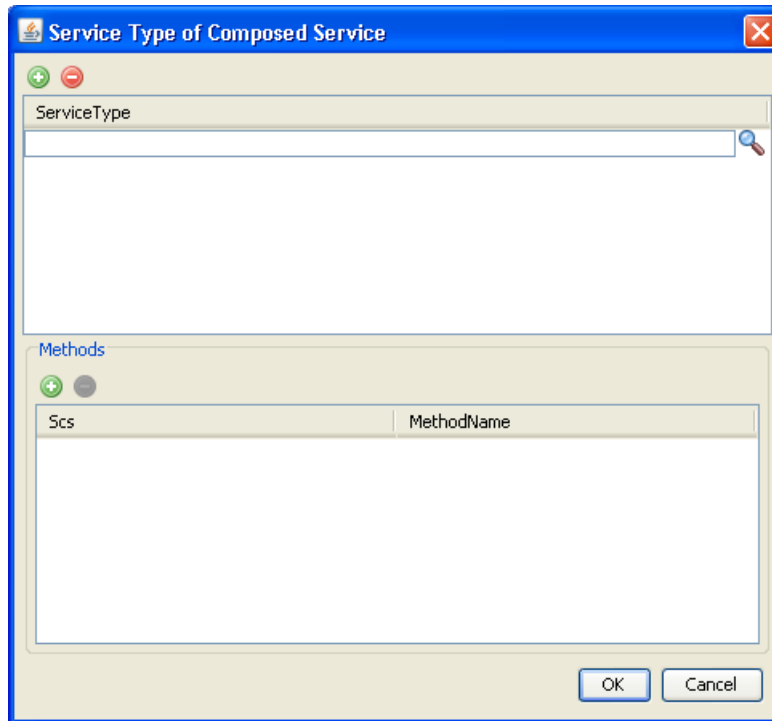 Service Type of Composed Service
ServiceType
Methods
Scs MethodName
OK Cancel